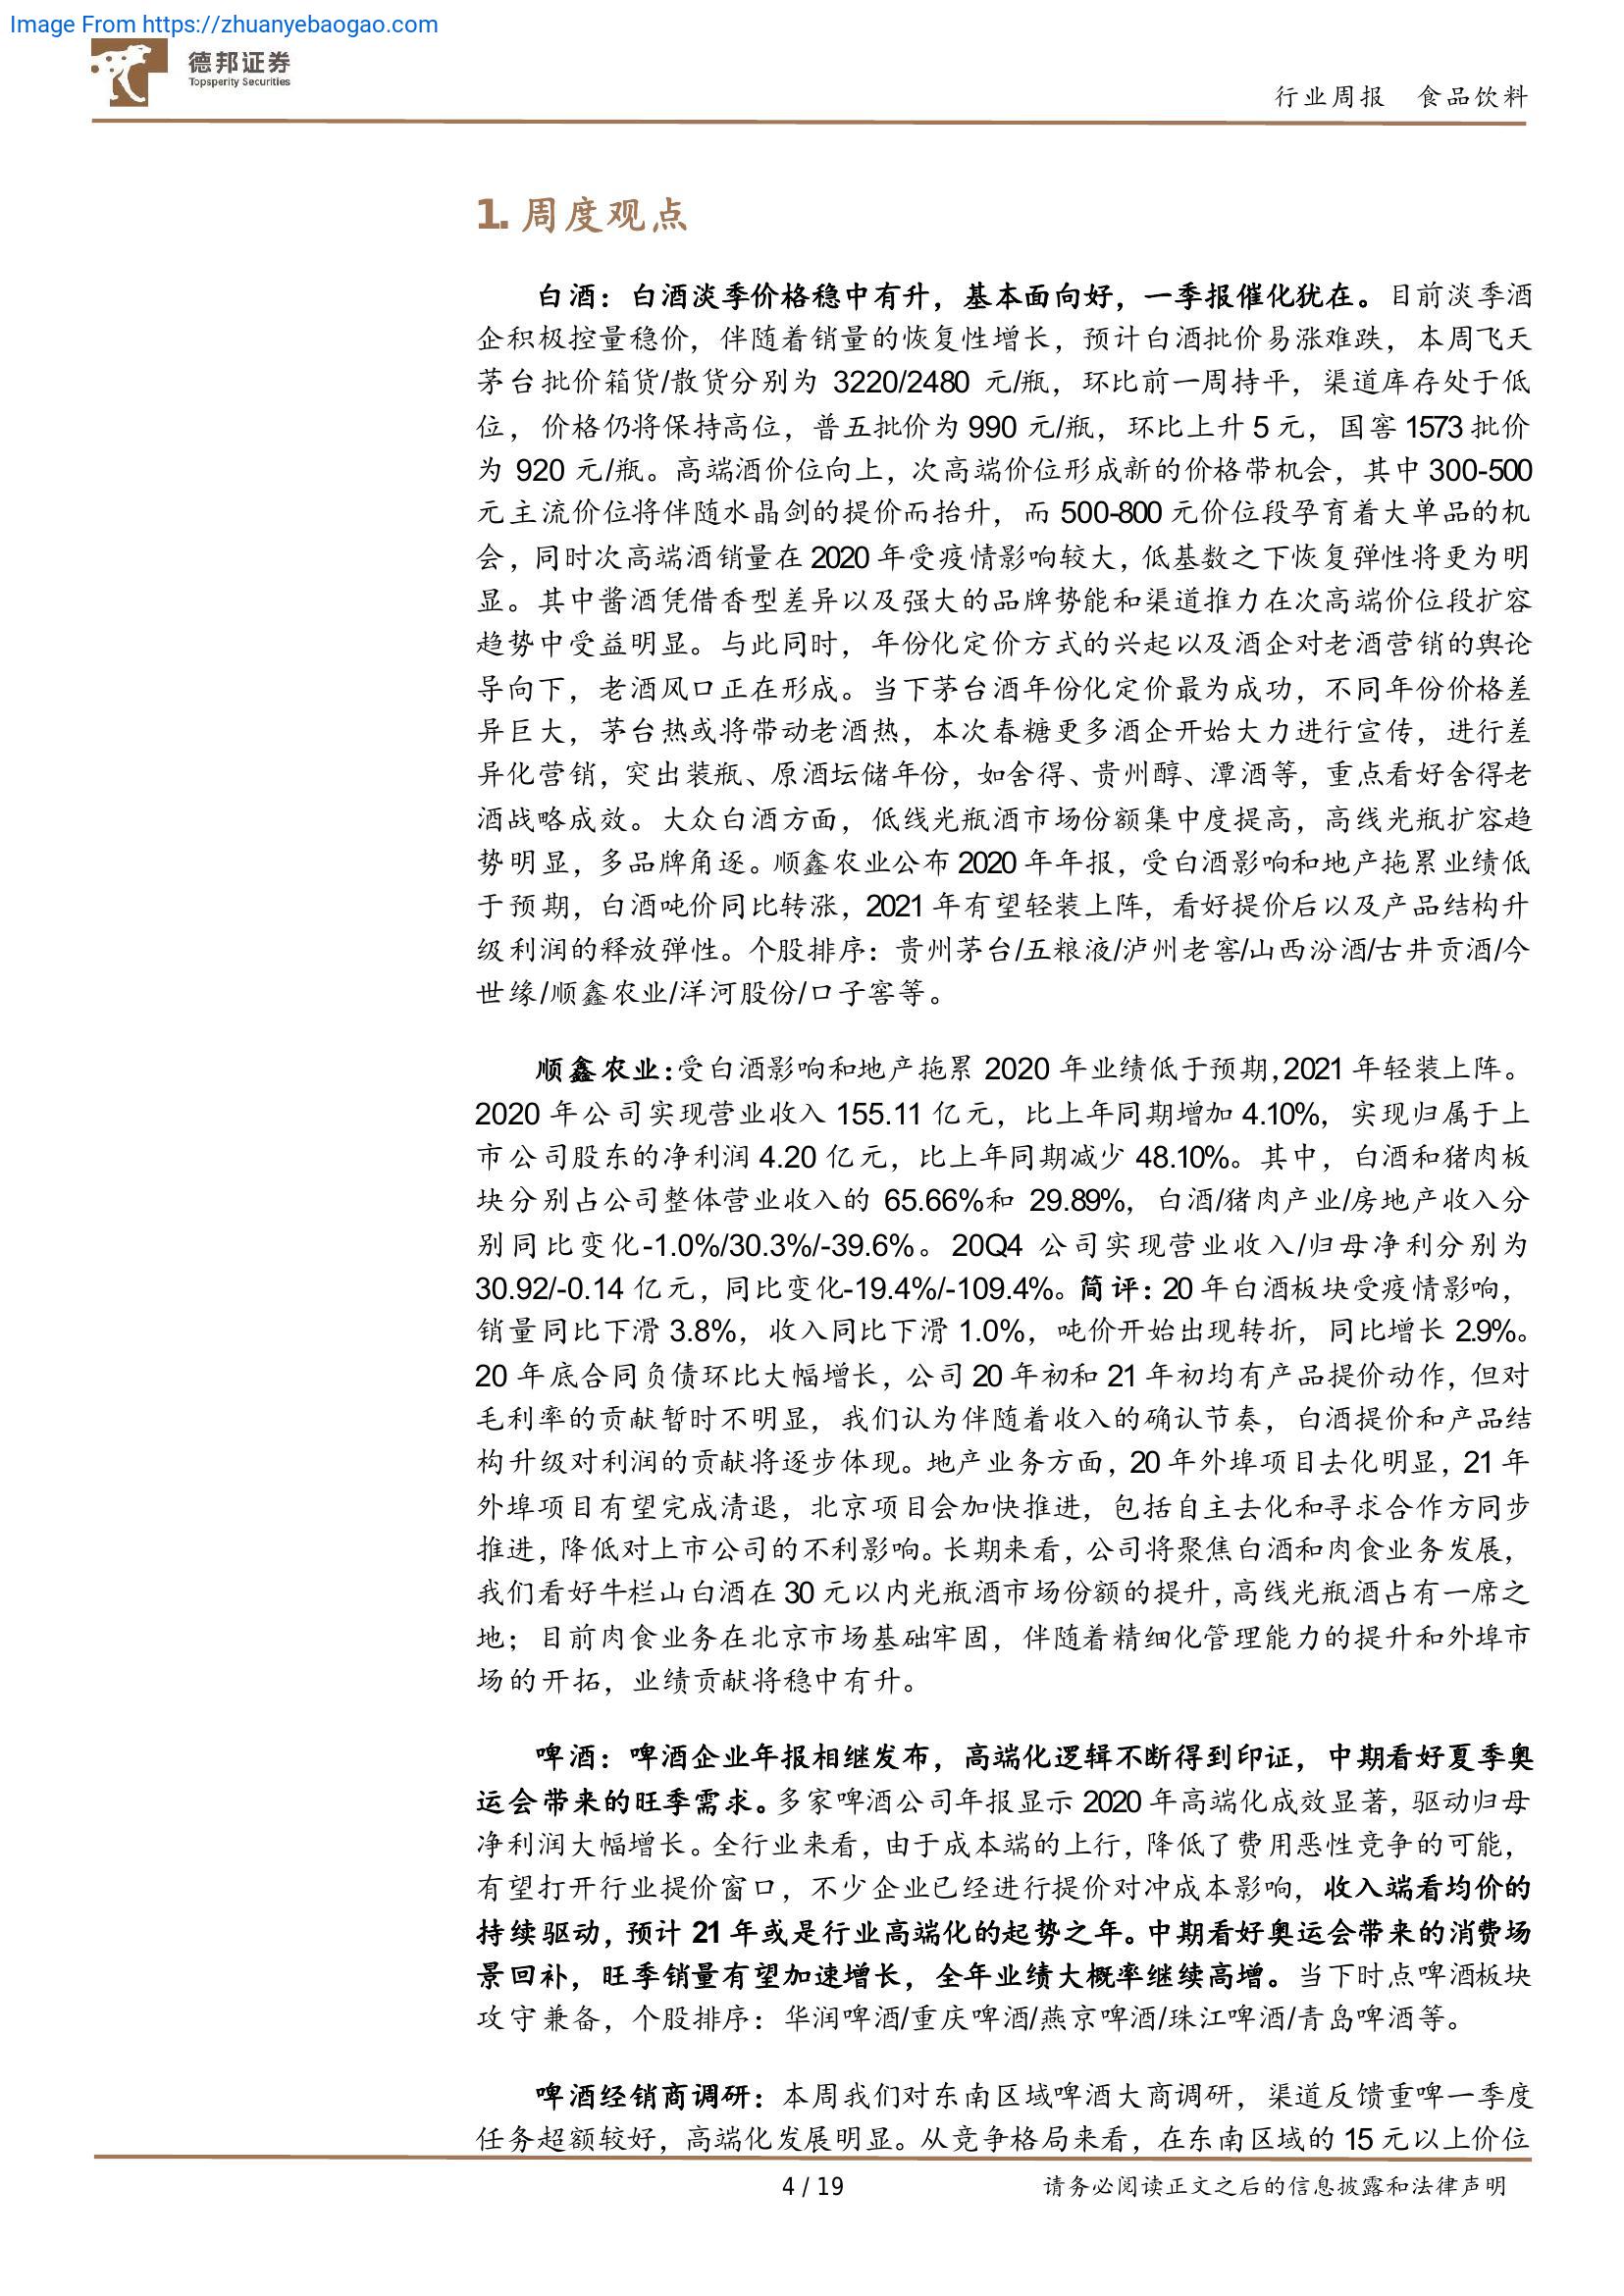 Image From https://zhuanyebaogao.com
德邦证券
Topsperity Securities
行业周报 食品饮料
1. 周度观点
白酒：白酒淡季价格稳中有升，基本面向好，一季报催化犹在。目前淡季酒
企积极控量稳价，伴随着销量的恢复性增长，预计白酒批价易涨难跌，本周飞天
茅台批价箱货/散货分别为 3220/2480 元/瓶，环比前一周持平，渠道库存处于低
位，价格仍将保持高位，普五批价为 990 元/瓶，环比上升 5 元，国窖 1573 批价
为 920 元/瓶。高端酒价位向上，次高端价位形成新的价格带机会，其中 300-500
元主流价位将伴随水晶剑的提价而抬升，而 500-800 元价位段孕育着大单品的机
会，同时次高端酒销量在 2020 年受疫情影响较大，低基数之下恢复弹性将更为明
显。其中酱酒凭借香型差异以及强大的品牌势能和渠道推力在次高端价位段扩容
趋势中受益明显。与此同时，年份化定价方式的兴起以及酒企对老酒营销的舆论
导向下，老酒风口正在形成。当下茅台酒年份化定价最为成功，不同年份价格差
异巨大，茅台热或将带动老酒热，本次春糖更多酒企开始大力进行宣传，进行差
异化营销，突出装瓶、原酒坛储年份，如舍得、贵州醇、潭酒等，重点看好舍得老
酒战略成效。大众白酒方面，低线光瓶酒市场份额集中度提高，高线光瓶扩容趋
势明显，多品牌角逐。顺鑫农业公布 2020 年年报，受白酒影响和地产拖累业绩低
于预期，白酒吨价同比转涨，2021 年有望轻装上阵，看好提价后以及产品结构升
级利润的释放弹性。个股排序：贵州茅台/五粮液/泸州老窖/山西汾酒/古井贡酒/今
世缘/顺鑫农业/洋河股份/口子窖等。
顺鑫农业:受白酒影响和地产拖累 2020 年业绩低于预期,2021 年轻装上阵。
2020 年公司实现营业收入 155.11 亿元，比上年同期增加 4.10%，实现归属于上
市公司股东的净利润 4.20 亿元，比上年同期减少 48.10%。其中，白酒和猪肉板
块分别占公司整体营业收入的 65.66%和 29.89%，白酒/猪肉产业/房地产收入分
别同比变化-1.0%/30.3%/-39.6%。20Q4 公司实现营业收入/归母净利分别为
30.92/-0.14 亿元，同比变化-19.4%/-109.4%。简评：20 年白酒板块受疫情影响，
销量同比下滑 3.8%，收入同比下滑 1.0%，吨价开始出现转折，同比增长 2.9%。
20 年底合同负债环比大幅增长，公司 20 年初和 21 年初均有产品提价动作，但对
毛利率的贡献暂时不明显，我们认为伴随着收入的确认节奏，白酒提价和产品结
构升级对利润的贡献将逐步体现。地产业务方面，20 年外埠项目去化明显，21 年
外埠项目有望完成清退，北京项目会加快推进，包括自主去化和寻求合作方同步
推进，降低对上市公司的不利影响。长期来看，公司将聚焦白酒和肉食业务发展，
我们看好牛栏山白酒在 30 元以内光瓶酒市场份额的提升，高线光瓶酒占有一席之
地；目前肉食业务在北京市场基础牢固，伴随着精细化管理能力的提升和外埠市
场的开拓，业绩贡献将稳中有升。
啤酒：啤酒企业年报相继发布，高端化逻辑不断得到印证，中期看好夏季奥
运会带来的旺季需求。多家啤酒公司年报显示 2020 年高端化成效显著，驱动归母
净利润大幅增长。全行业来看，由于成本端的上行，降低了费用恶性竞争的可能，
有望打开行业提价窗口，不少企业已经进行提价对冲成本影响，收入端看均价的
持续驱动，预计 21 年或是行业高端化的起势之年。中期看好奥运会带来的消费场
景回补，旺季销量有望加速增长，全年业绩大概率继续高增。当下时点啤酒板块
攻守兼备，个股排序：华润啤酒/重庆啤酒/燕京啤酒/珠江啤酒/青岛啤酒等。
啤酒经销商调研：本周我们对东南区域啤酒大商调研，渠道反馈重啤一季度
任务超额较好，高端化发展明显。从竞争格局来看，在东南区域的 15 元以上价位
4 / 19
请务必阅读正文之后的信息披露和法律声明